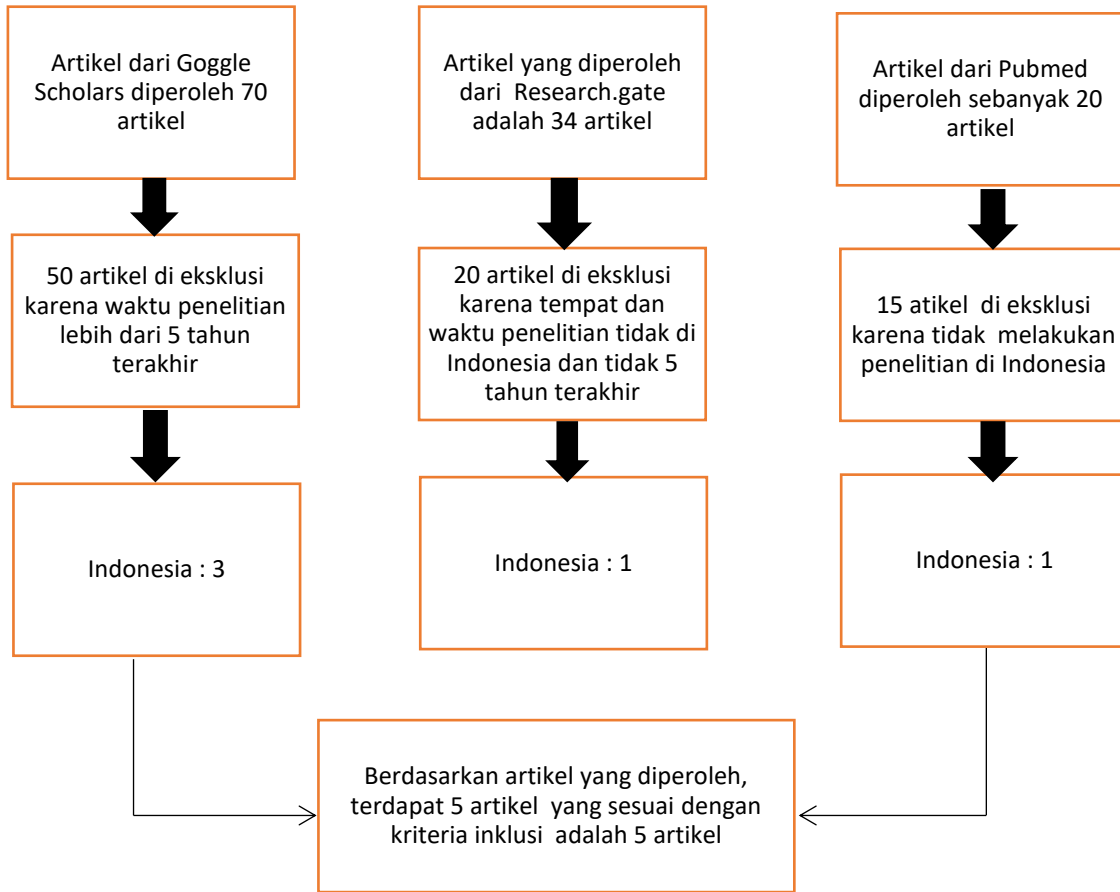 Artikel dari Goggle
Scholars diperoleh 70
artikel
Artikel yang diperoleh
dari Research.gate
adalah 34 artikel
Artikel dari Pubmed
diperoleh sebanyak 20
artikel
50 artikel di eksklusi
karena waktu penelitian
lebih dari 5 tahun
terakhir
20 artikel di eksklusi
karena tempat dan
waktu penelitian tidak di
Indonesia dan tidak 5
tahun terakhir
15 atikel di eksklusi
karena tidak melakukan
penelitian di Indonesia
Indonesia : 3
Indonesia : 1
Indonesia : 1
Berdasarkan artikel yang diperoleh,
terdapat 5 artikel yang sesuai dengan
kriteria inklusi adalah 5 artikel